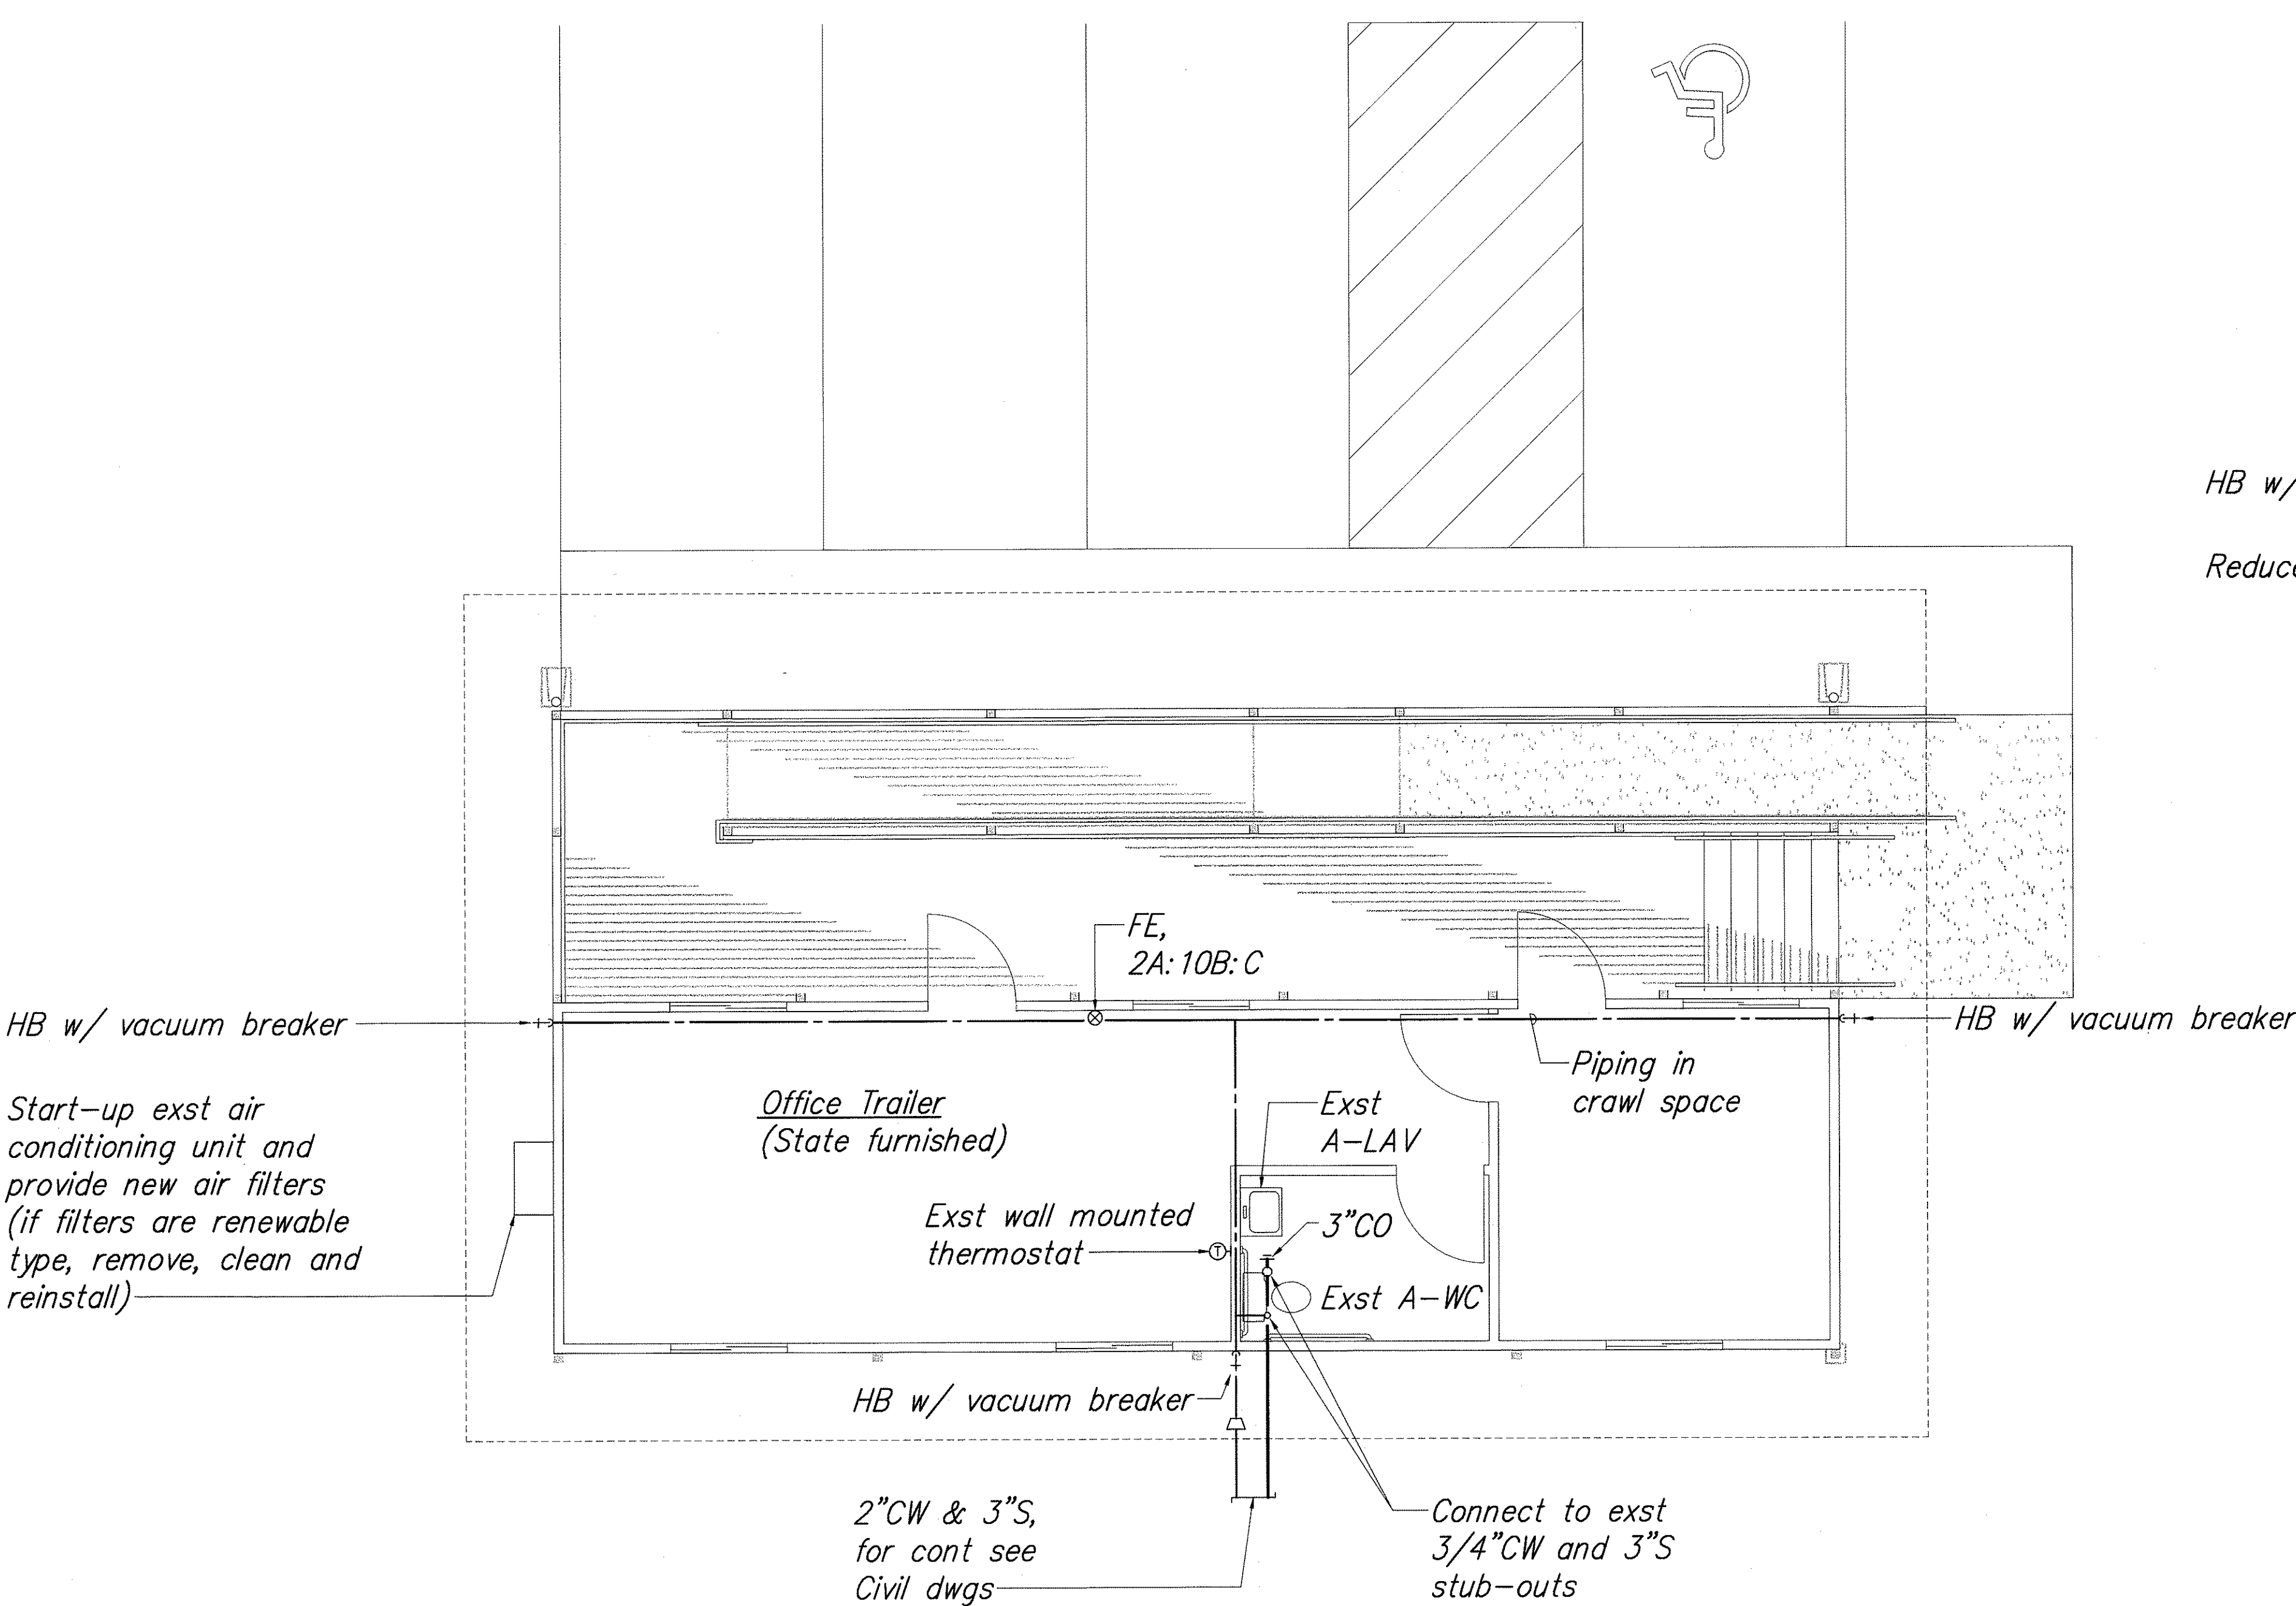 HB w/
Reduce
FE,
2A:10B:C
HB w/ vacuum breaker
HB w/ vacuum breaker
Piping in
crawl space
Start-up exst air
conditioning unit and
provide new air filters
(if filters are renewable
type, remove, clean and
reinstall)
Office Trailer
(State furnished)
Exst
A-LAV
Exst wall mounted
thermostat
T
3"CO
Exst A-WC
HB w/ vacuum breaker
2"CW & 3"S,
for cont see
Civil dwgs
Connect to exst
3/4"CW and 3"S
stub-outs